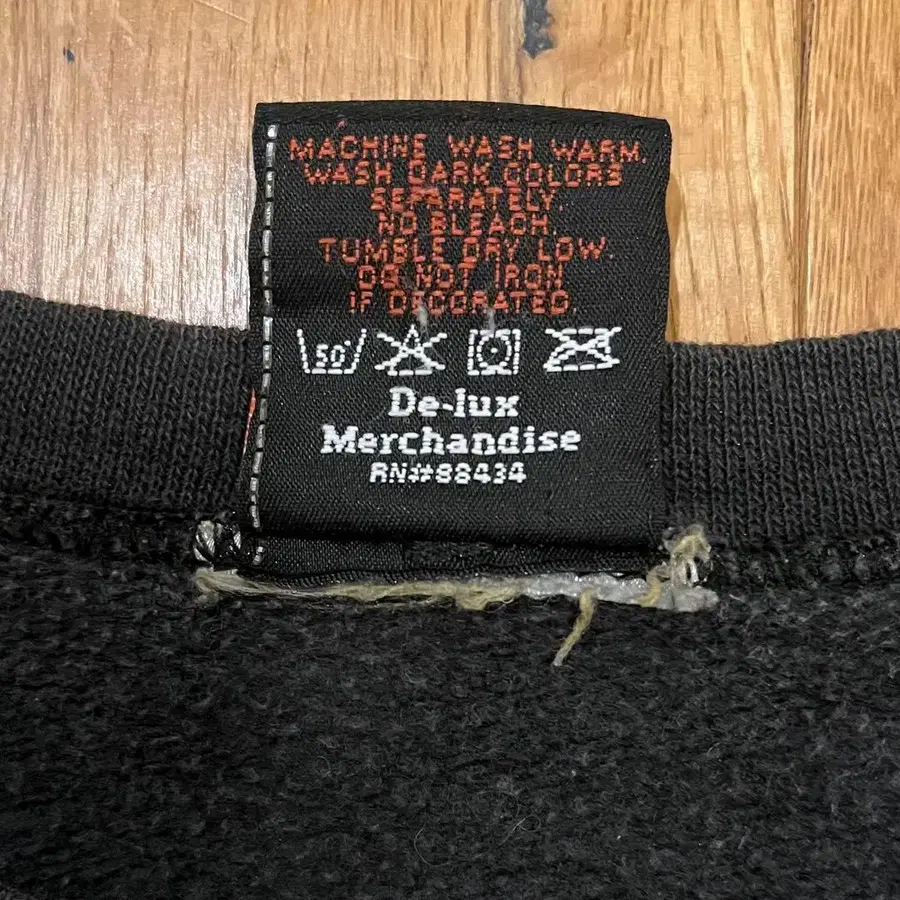 MACHINE WASH WARM.
WASH DARK COLORS
SEPARATELY.
NO BLEACH.
TUMBLE DRY LOW.
DO NOT IRON
IF DECORATED.
50°
De-lux
Merchandise
RN#88434